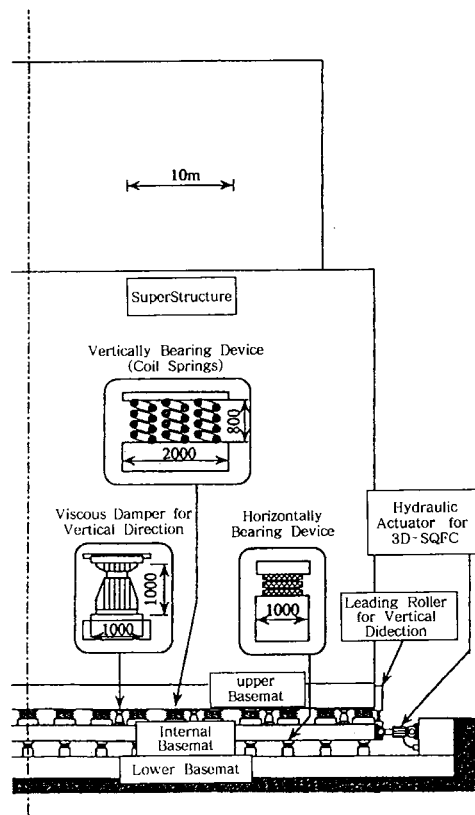 10m
SuperStructure
Vertically Bearing Device
(Coil Springs)
800
2000
Viscous Damper for
Vertical Direction
1000
1000
Horizontally
Bearing Device
1000
Hydraulic
Actuator for
3D-SQFC
Leading Roller
for Vertical
Didection
upper
Basemat
Internal
Basemat
Lower Basemat